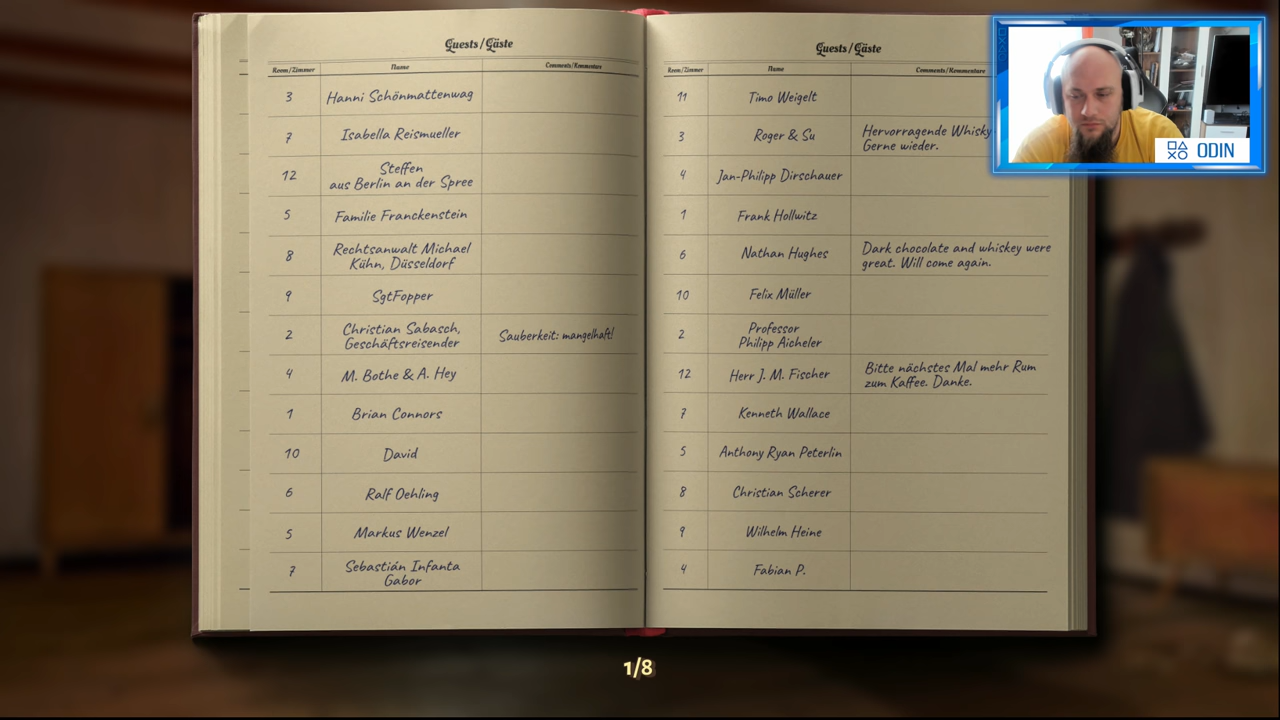 Guests/Gäste
Room/Zimmer Name Comments/Kommentare
3 Hanni Schönmattenwag
7 Isabella Reismueller
12 Steffen
aus Berlin an der Spree
5 Familie Franckenstein
8 Rechtsanwalt Michael
Kühn, Düsseldorf
9 SgtFopper
2 Christian Sabasch,
Geschäftsreisender
Sauberkeit: mangelhaft!
4 M. Bothe & A. Hey
1 Brian Connors
10 David
6 Ralf Oehling
5 Markus Wenzel
7 Sebastián Infanta
Gabor
Guests/Gäste
Room/Zimmer Name Comments/Kommentare
11 Timo Weigelt
3 Roger & Su
Hervorragende Whisky
Gerne wieder.
4 Jan-Philipp Dirschauer
1 Frank Hollwitz
6 Nathan Hughes
Dark chocolate and whiskey were
great. Will come again.
10 Felix Müller
2 Professor
Philipp Aicheler
12 Herr J. M. Fischer
Bitte nächstes Mal mehr Rum
zum Kaffee. Danke.
7 Kenneth Wallace
5 Anthony Ryan Peterlin
8 Christian Scherer
9 Wilhelm Heine
4 Fabian P.
ODIN
1/8